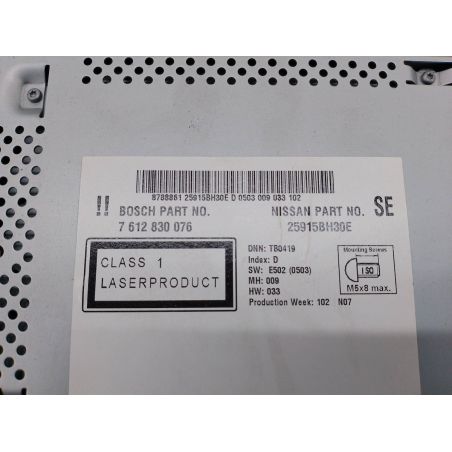 8788861 25915BH30E D 0503 009 033 102
!! BOSCH PART NO. NISSAN PART NO. SE
7 612 830 076 25915BH30E
CLASS 1
LASERPRODUCT
DNN: TB0419
Index: D
SW: E502 (0503)
MH: 009
HW: 033
Production Week: 102 N07
Mounting Screws
ISO
M5x8 max.